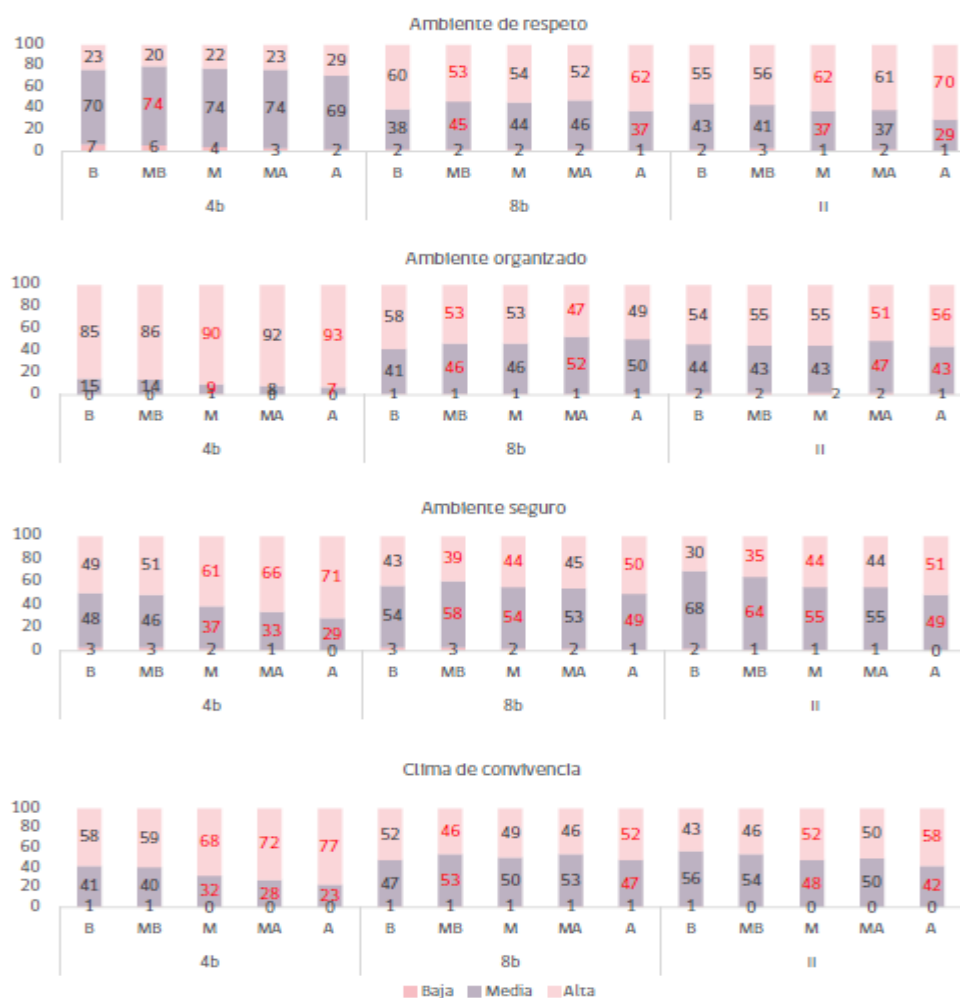 Ambiente de respeto
100
80
60
40
20
0
23 20 22 23 29 60 53 54 52 62 55 56 62 61 70
70 74 74 74 69 38 45 44 46 37 43 41 37 37 29
7 6 4 3 2 2 2 2 2 1 2 3 1 2 1
B MB M MA A B MB M MA A B MB M MA A
4b 8b II
Ambiente organizado
100
80
60
40
20
0
85 86 90 92 93 58 53 53 47 49 54 55 55 51 56
15 14 9 8 7 41 46 46 52 50 44 43 43 47 43
0 0 1 0 0 1 1 1 1 1 2 2 2 2 1
B MB M MA A B MB M MA A B MB M MA A
4b 8b II
Ambiente seguro
100
80
60
40
20
0
49 51 61 66 71 43 39 44 45 50 30 35 44 44 51
48 46 37 33 29 54 58 54 53 49 68 64 55 55 49
3 3 2 1 0 3 3 2 2 1 2 1 1 1 0
B MB M MA A B MB M MA A B MB M MA A
4b 8b II
Clima de convivencia
100
80
60
40
20
0
58 59 68 72 77 52 46 49 46 52 43 46 52 50 58
41 40 32 28 23 47 53 50 53 47 56 54 48 50 42
1 1 0 0 0 1 1 1 1 1 1 0 0 0 0
B MB M MA A B MB M MA A B MB M MA A
4b 8b II
Baja Media Alta